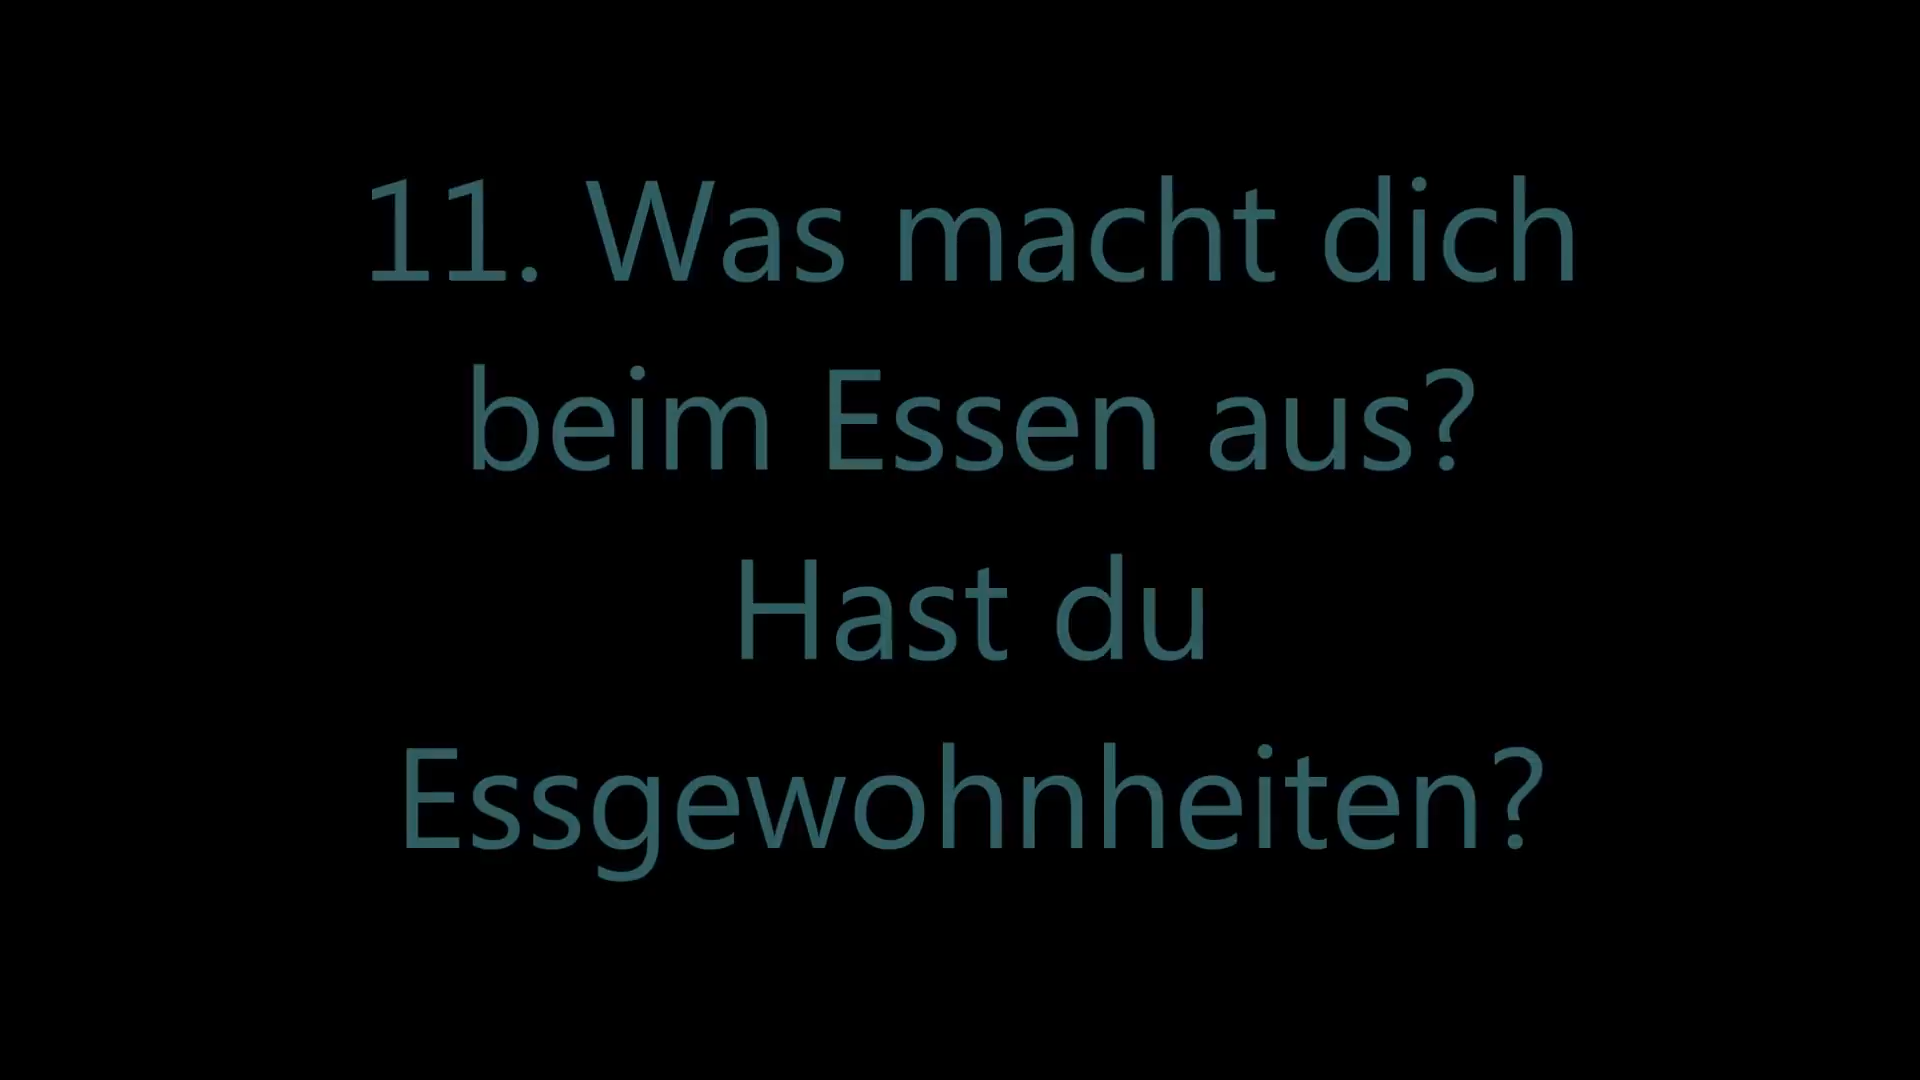 11. Was macht dich
beim Essen aus?
Hast du
Essgewohnheiten?